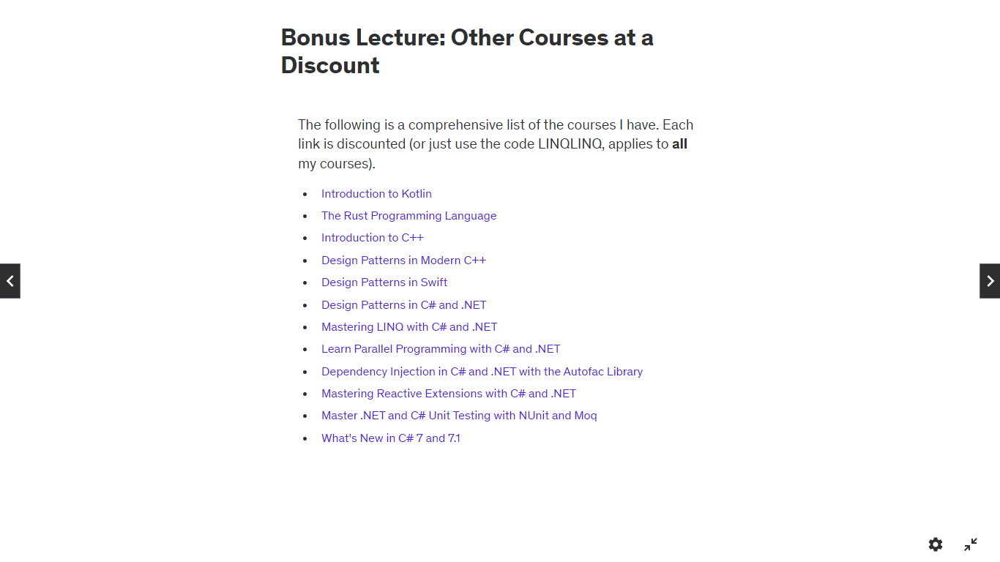 Bonus Lecture: Other Courses at a
Discount
The following is a comprehensive list of the courses I have. Each
link is discounted (or just use the code LINQLINQ, applies to all
my courses).
Introduction to Kotlin
The Rust Programming Language
Introduction to C++
Design Patterns in Modern C++
Design Patterns in Swift
Design Patterns in C# and .NET
Mastering LINQ with C# and .NET
Learn Parallel Programming with C# and .NET
Dependency Injection in C# and .NET with the Autofac Library
Mastering Reactive Extensions with C# and .NET
Master .NET and C# Unit Testing with NUnit and Moq
What's New in C# 7 and 7.1